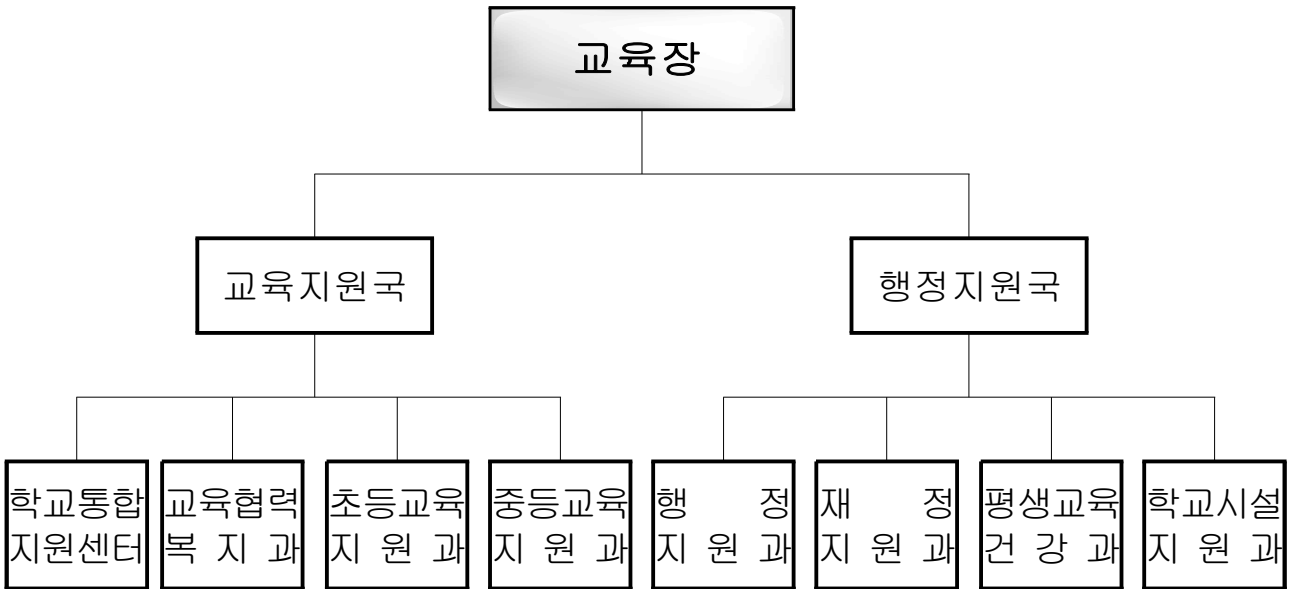 교육장
교육지원국
행정지원국
학교통합
지원센터
교육협력
복 지 과
초등교육
지 원 과
중등교육
지 원 과
행 정
지 원 과
재 정
지 원 과
평생교육
건 강 과
학교시설
지 원 과